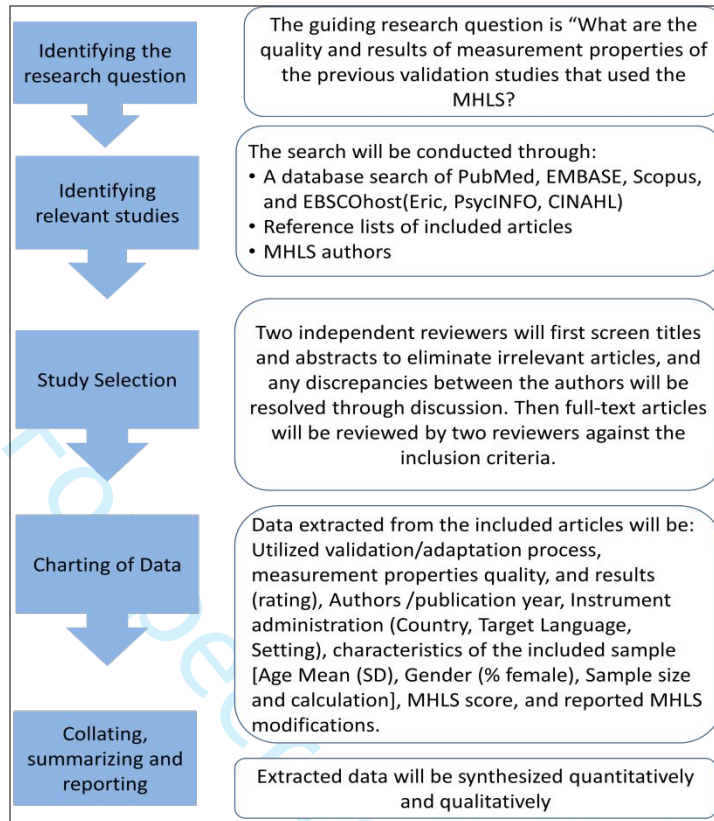 Identifying the
research question
The guiding research question is “What are the
quality and results of measurement properties of
the previous validation studies that used the
MHLS?
Identifying
relevant studies
The search will be conducted through:
• A database search of PubMed, EMBASE, Scopus,
and EBSCOhost(Eric, PsycINFO, CINAHL)
• Reference lists of included articles
• MHLS authors
Study Selection
Two independent reviewers will first screen titles
and abstracts to eliminate irrelevant articles, and
any discrepancies between the authors will be
resolved through discussion. Then full-text articles
will be reviewed by two reviewers against the
inclusion criteria.
Charting of Data
Data extracted from the included articles will be:
Utilized validation/adaptation process,
measurement properties quality, and results
(rating), Authors /publication year, Instrument
administration (Country, Target Language,
Setting), characteristics of the included sample
[Age Mean (SD), Gender (% female), Sample size
and calculation], MHLS score, and reported MHLS
modifications.
Collating,
summarizing and
reporting
Extracted data will be synthesized quantitatively
and qualitatively